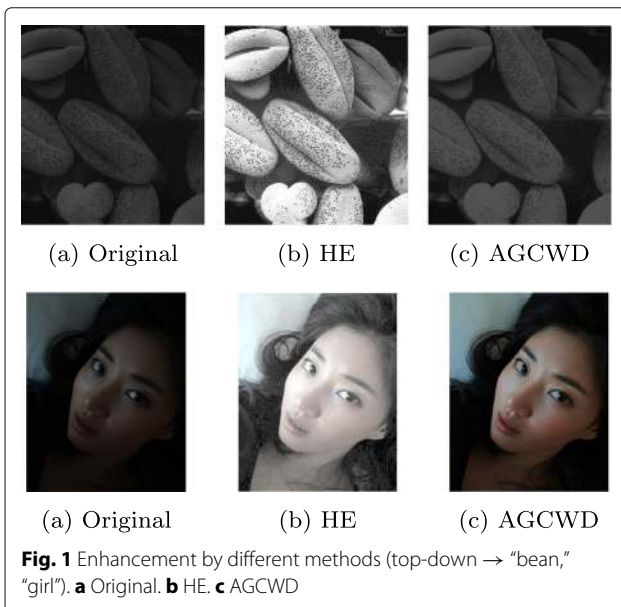 (a) Original (b) HE (c) AGCWD
(a) Original (b) HE (c) AGCWD
Fig. 1 Enhancement by different methods (top-down → “bean,”
“girl”). a Original. b HE. c AGCWD